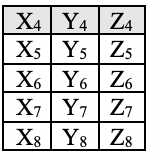 X₄ Y₄ Z₄
X₅ Y₅ Z₅
X₆ Y₆ Z₆
X₇ Y₇ Z₇
X₈ Y₈ Z₈